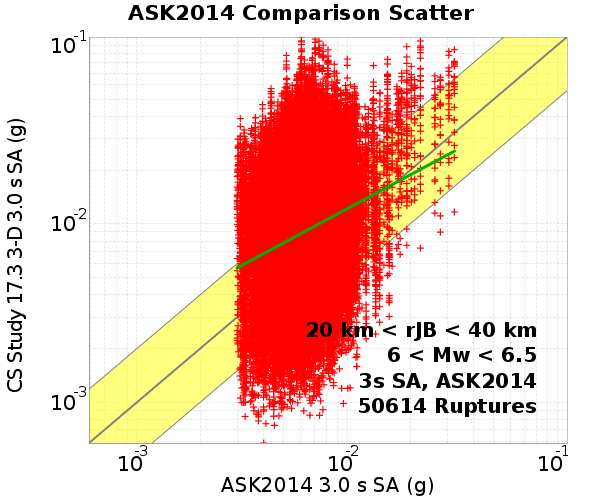 ASK2014 Comparison Scatter
CS Study 17.3 3-D 3.0 s SA (g)
10-1
10-2
10-3
20 km < rJB < 40 km
6 < Mw < 6.5
3s SA, ASK2014
50614 Ruptures
10-3 10-2 10-1
ASK2014 3.0 s SA (g)